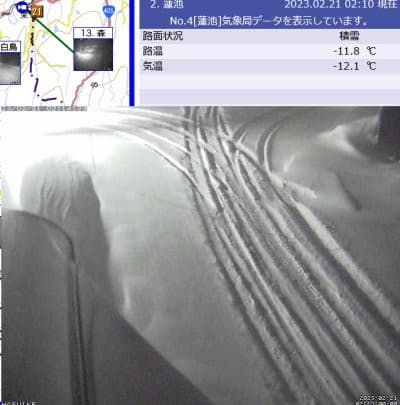 21
405
白鳥
13. 森
2. 蓮池
2023.02.21 02:10 現在
No.4[蓮池]気象局データを表示しています。
路面状況 積雪
路温 -11.8 ℃
気温 -12.1 ℃
HASUIKE
2023-02-21